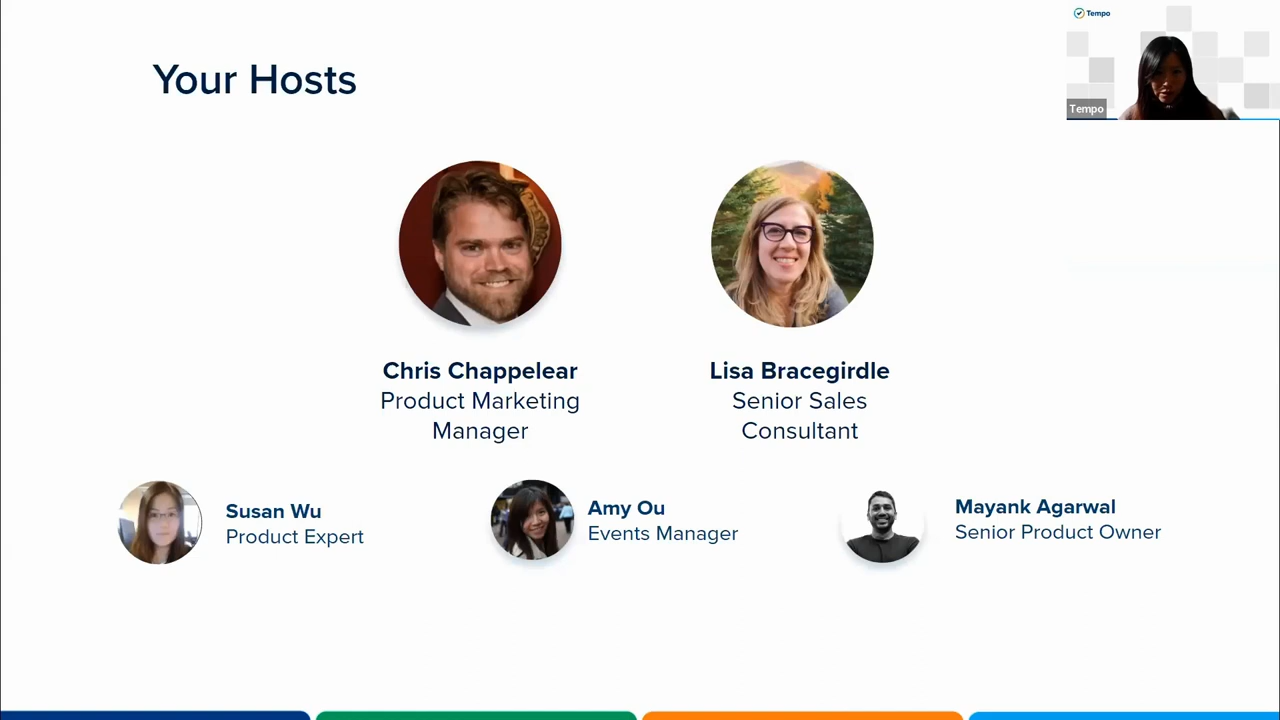 Tempo
Your Hosts
Tempo
Chris Chappelear
Product Marketing
Manager
Lisa Bracegirdle
Senior Sales
Consultant
Susan Wu
Product Expert
Amy Ou
Events Manager
Mayank Agarwal
Senior Product Owner